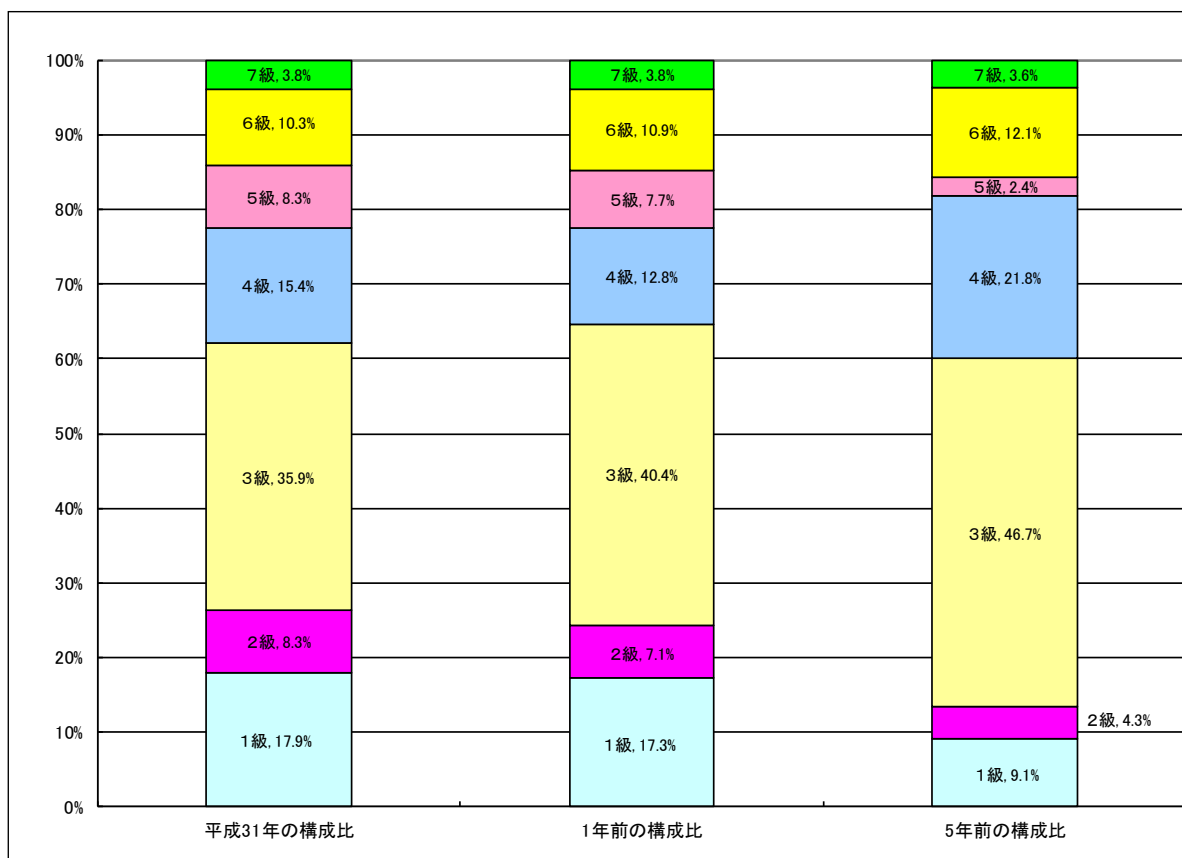 100%
90%
80%
70%
60%
50%
40%
30%
20%
10%
0%
７級, 3.8%
６級, 10.3%
５級, 8.3%
４級, 15.4%
３級, 35.9%
２級, 8.3%
１級, 17.9%
７級, 3.8%
６級, 10.9%
５級, 7.7%
４級, 12.8%
３級, 40.4%
２級, 7.1%
１級, 17.3%
７級, 3.6%
６級, 12.1%
５級, 2.4%
４級, 21.8%
３級, 46.7%
２級, 4.3%
１級, 9.1%
平成31年の構成比
1年前の構成比
5年前の構成比